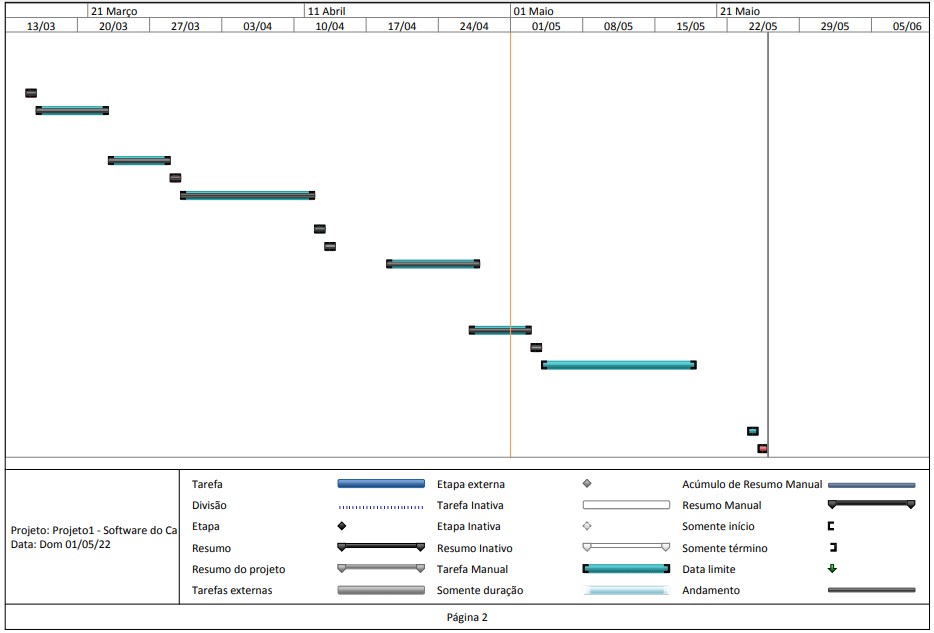 21 Março 11 Abril 01 Maio 21 Maio
13/03 20/03 27/03 03/04 10/04 17/04 24/04 01/05 08/05 15/05 22/05 29/05 05/06
Projeto: Projeto1 - Software do Ca
Data: Dom 01/05/22
Tarefa Etapa externa Acúmulo de Resumo Manual
Divisão Tarefa Inativa Resumo Manual
Etapa Etapa Inativa Somente início
Resumo Resumo Inativo Somente término
Resumo do projeto Tarefa Manual Data limite
Tarefas externas Somente duração Andamento
Página 2